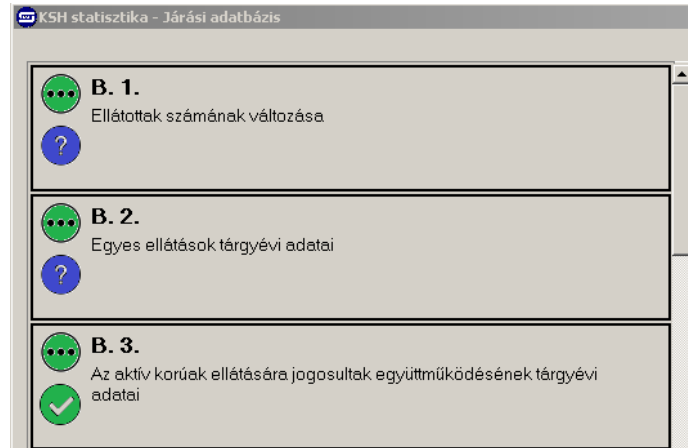 KSH statisztika - Járási adatbázis
B. 1.
Ellátottak számának változása
?
B. 2.
Egyes ellátások tárgyévi adatai
?
B. 3.
Az aktív korúak ellátására jogosultak együttműködésének tárgyévi
adatai